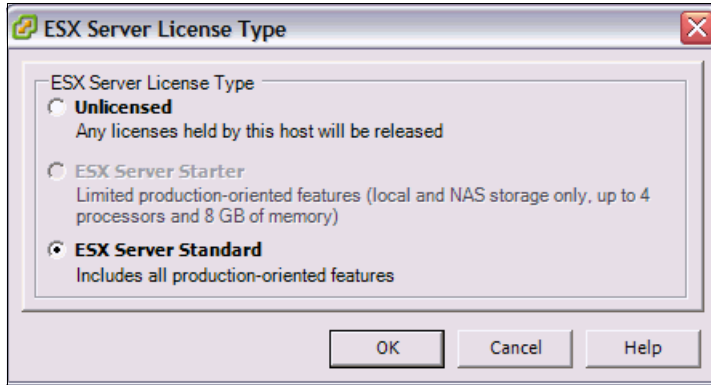 ESX Server License Type
ESX Server License Type
Unlicensed
Any licenses held by this host will be released
ESX Server Starter
Limited production-oriented features (local and NAS storage only, up to 4
processors and 8 GB of memory)
ESX Server Standard
Includes all production-oriented features
OK Cancel Help